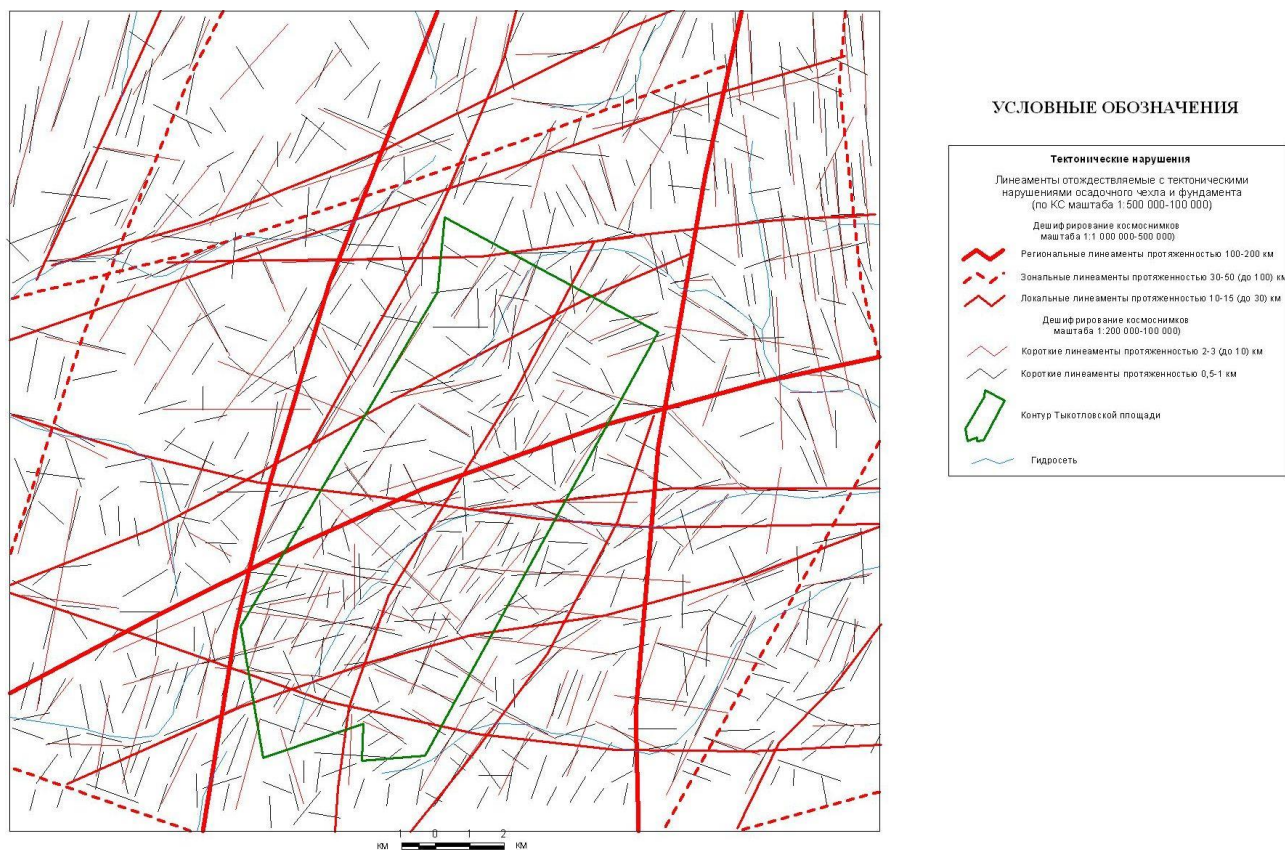 УСЛОВНЫЕ ОБОЗНАЧЕНИЯ
Тектонические нарушения
Линеаменты отождествляемые с тектоническими
нарушениями осадочного чехла и фундамента
(по КС маштаба 1:500 000-100 000)
Дешифрирование космоснимков
маштаба 1:1 000 000-500 000)
Региональные линеаменты протяженностью 100-200 км
Зональные линеаменты протяженностью 30-50 (до 100) км
Локальные линеаменты протяженностью 10-15 (до 30) км
Дешифрирование космоснимков
маштаба 1:200 000-100 000)
Короткие линеаменты протяженностью 2-3 (до 10) км
Короткие линеаменты протяженностью 0,5-1 км
Контур Тыкотловской площади
Гидросеть
1 0 1 2
км км